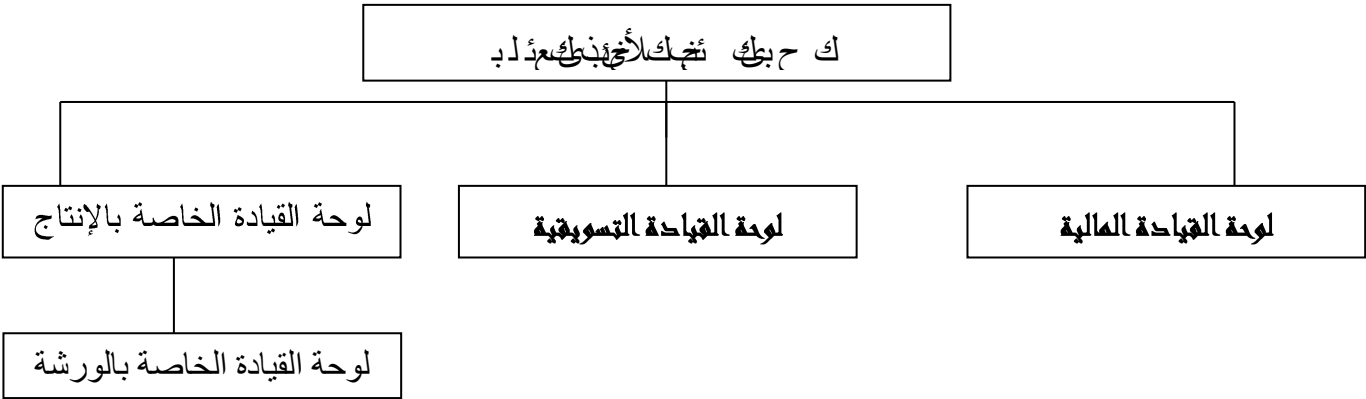 لوحة القيادة المالية
لوحة القيادة التسويقية
لوحة القيادة الخاصة بالإنتاج
لوحة القيادة الخاصة بالورشة